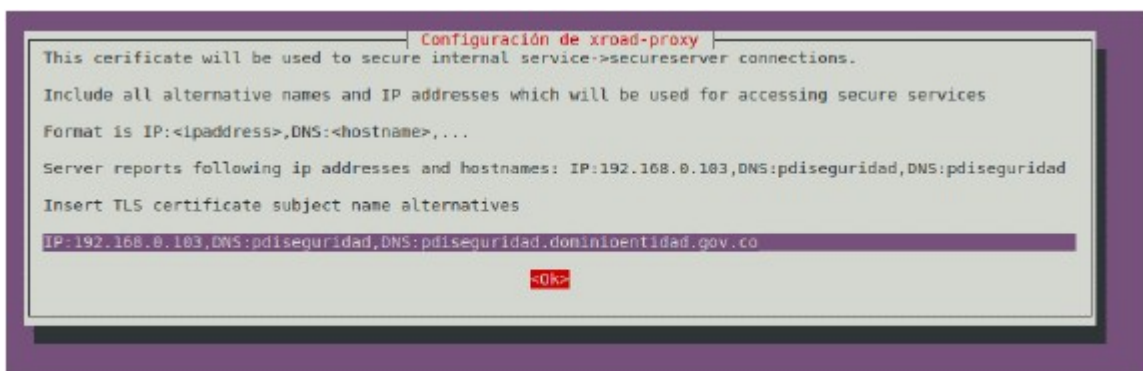 Configuración de xroad-proxy
This cerificate will be used to secure internal service->secureserver connections.
Include all alternative names and IP addresses which will be used for accessing secure services
Format is IP:<ipaddress>,DNS:<hostname>,...
Server reports following ip addresses and hostnames: IP:192.168.0.103,DNS:pdiseguridad,DNS:pdiseguridad
Insert TLS certificate subject name alternatives
IP:192.168.0.103,DNS:pdiseguridad,DNS:pdiseguridad.dominioentidad.gov.co
<Ok>